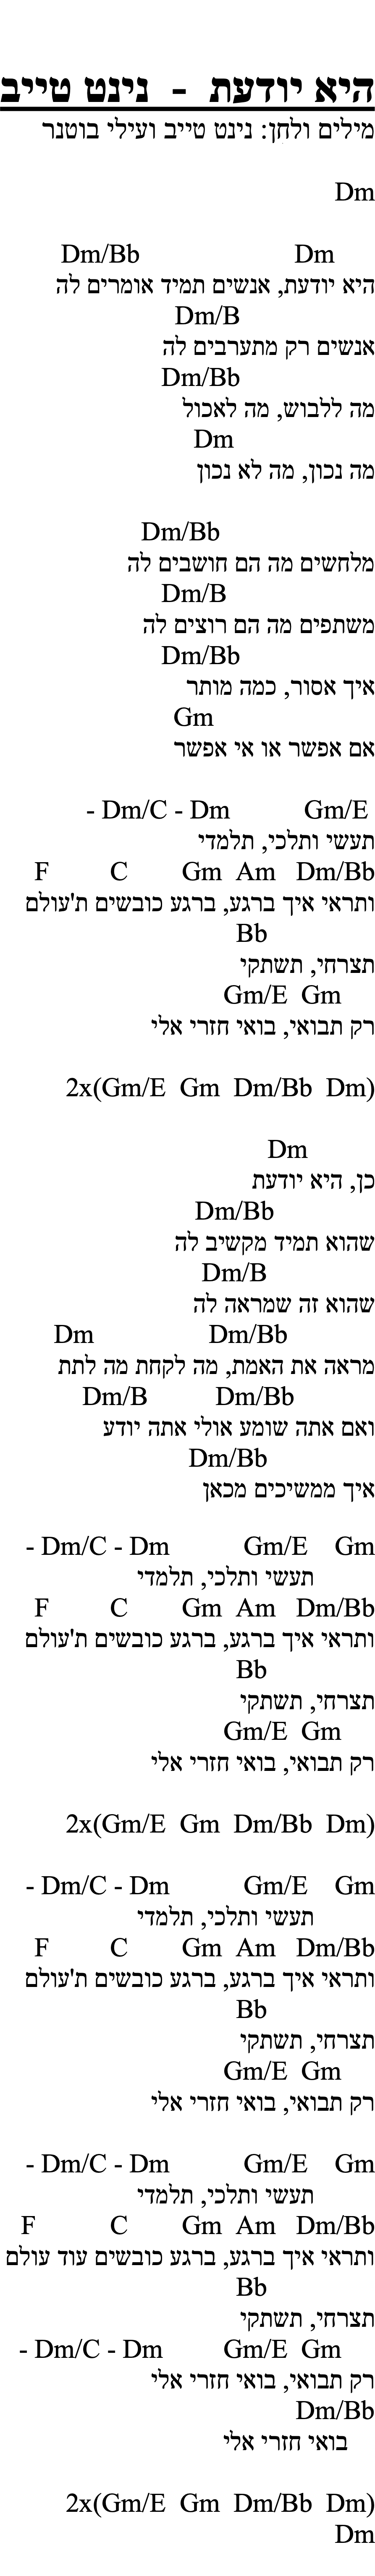 היא יודעת - נינט טייב
מילים ולחן: נינט טייב ועילי בוטנר
Dm
Dm/Bb Dm
היא יודעת, אנשים תמיד אומרים לה
Dm/B
אנשים רק מתערבים לה
Dm/Bb
מה ללבוש, מה לאכול
Dm
מה נכון, מה לא נכון
Dm/Bb
מלחשים מה הם חושבים לה
Dm/B
משתפים מה הם רוצים לה
Dm/Bb
איך אסור, כמה מותר
Gm
אם אפשר או אי אפשר
- Dm/C - Dm Gm/E
תעשי ותלכי, תלמדי
F C Gm Am Dm/Bb
ותראי איך ברגע, ברגע כובשים ת'עולם
Bb
תצרחי, תשתקי
Gm/E Gm
רק תבואי, בואי חזרי אלי
2x(Gm/E Gm Dm/Bb Dm)
Dm
כן, היא יודעת
Dm/Bb
שהוא תמיד מקשיב לה
Dm/B
שהוא זה שמראה לה
Dm Dm/Bb
מראה את האמת, מה לקחת מה לתת
Dm/B Dm/Bb
ואם אתה שומע אולי אתה יודע
Dm/Bb
איך ממשיכים מכאן
- Dm/C - Dm Gm/E Gm
תעשי ותלכי, תלמדי
F C Gm Am Dm/Bb
ותראי איך ברגע, ברגע כובשים ת'עולם
Bb
תצרחי, תשתקי
Gm/E Gm
רק תבואי, בואי חזרי אלי
2x(Gm/E Gm Dm/Bb Dm)
- Dm/C - Dm Gm/E Gm
תעשי ותלכי, תלמדי
F C Gm Am Dm/Bb
ותראי איך ברגע, ברגע כובשים ת'עולם
Bb
תצרחי, תשתקי
Gm/E Gm
רק תבואי, בואי חזרי אלי
- Dm/C - Dm Gm/E Gm
תעשי ותלכי, תלמדי
F C Gm Am Dm/Bb
ותראי איך ברגע, ברגע כובשים עוד עולם
Bb
תצרחי, תשתקי
- Dm/C - Dm Gm/E Gm
רק תבואי, בואי חזרי אלי
Dm/Bb
בואי חזרי אלי
2x(Gm/E Gm Dm/Bb Dm)
Dm